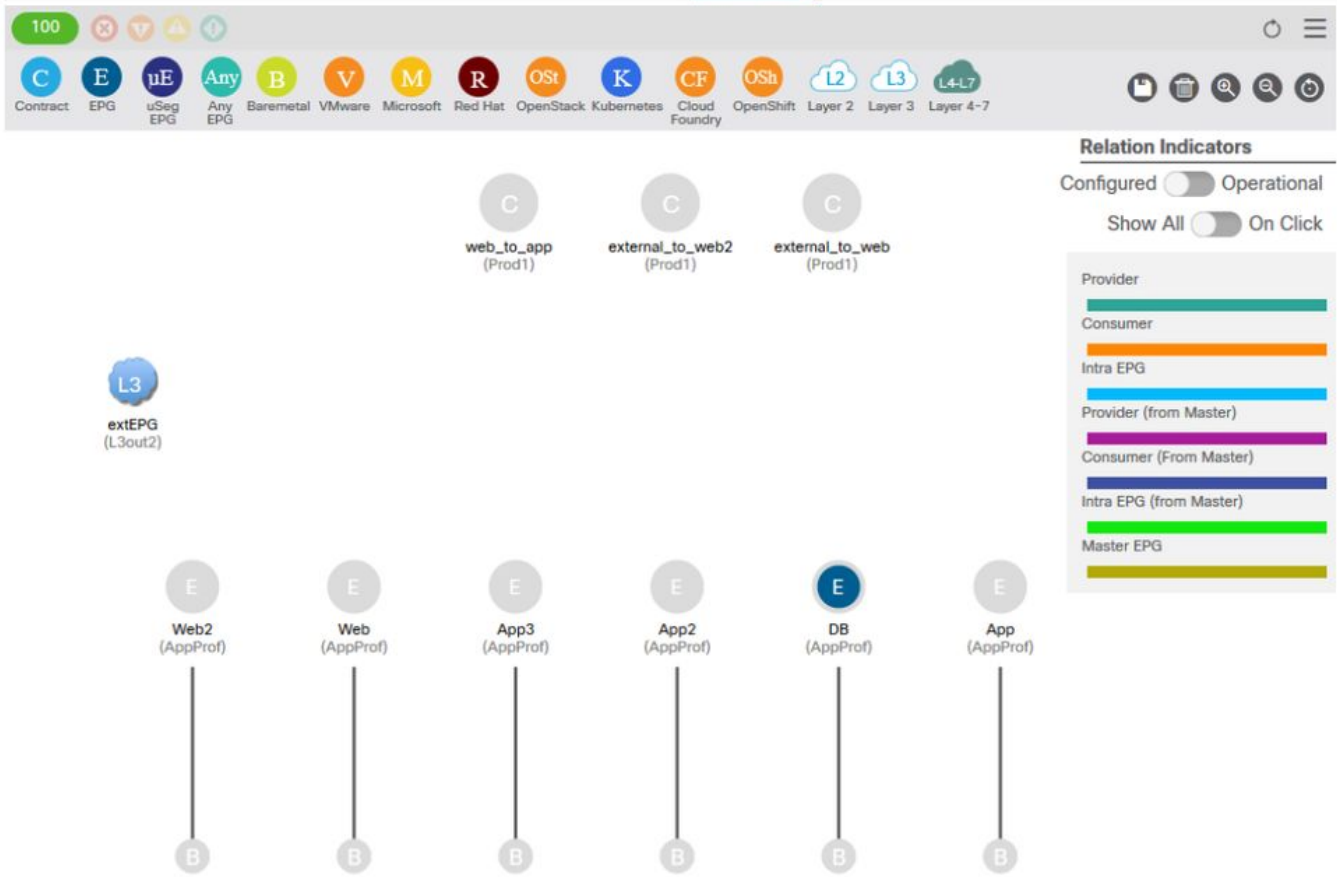 100
C E µE Any B V M R OSt K CF OSh L2 L3 L4-L7
Contract EPG uSeg EPG Any EPG Baremetal VMware Microsoft Red Hat OpenStack Kubernetes Cloud Foundry OpenShift Layer 2 Layer 3 Layer 4-7
Relation Indicators
Configured Operational
Show All On Click
C C C
web_to_app external_to_web2 external_to_web
(Prod1) (Prod1) (Prod1)
Provider
Consumer
Intra EPG
Provider (from Master)
Consumer (From Master)
Intra EPG (from Master)
Master EPG
L3
extEPG
(L3out2)
E E E E E E
Web2 Web App3 App2 DB App
(AppProf) (AppProf) (AppProf) (AppProf) (AppProf) (AppProf)
B B B B B B